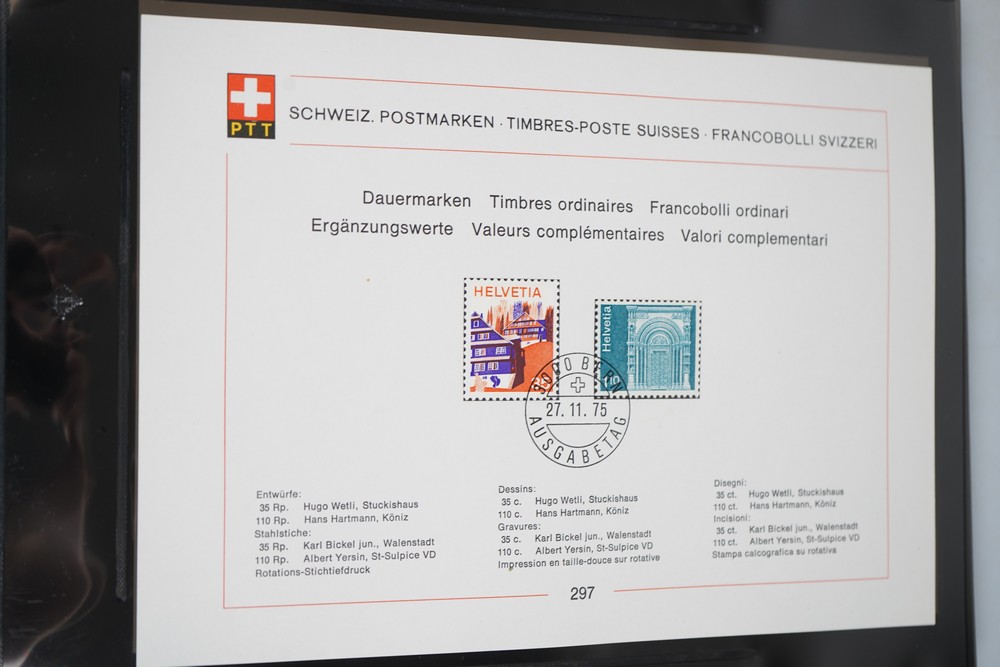 PTT
SCHWEIZ. POSTMARKEN · TIMBRES-POSTE SUISSES · FRANCOBOLLI SVIZZERI
Dauermarken Timbres ordinaires Francobolli ordinari
Ergänzungswerte Valeurs complémentaires Valori complementari
HELVETIA
Helvetia
110
3000 BERN
27.11.75
AUSGABETAG
Entwürfe:
35 Rp. Hugo Wetli, Stuckishaus
110 Rp. Hans Hartmann, Köniz
Stahlstiche:
35 Rp. Karl Bickel jun., Walenstadt
110 Rp. Albert Yersin, St-Sulpice VD
Rotations-Stichtiefdruck
Dessins:
35 c. Hugo Wetli, Stuckishaus
110 c. Hans Hartmann, Köniz
Gravures:
35 c. Karl Bickel jun., Walenstadt
110 c. Albert Yersin, St-Sulpice VD
Impression en taille-douce sur rotative
Disegni:
35 ct. Hugo Wetli, Stuckishaus
110 ct. Hans Hartmann, Köniz
Incisioni:
35 ct. Karl Bickel jun., Walenstadt
110 ct. Albert Yersin, St-Sulpice VD
Stampa calcografica su rotativa
297